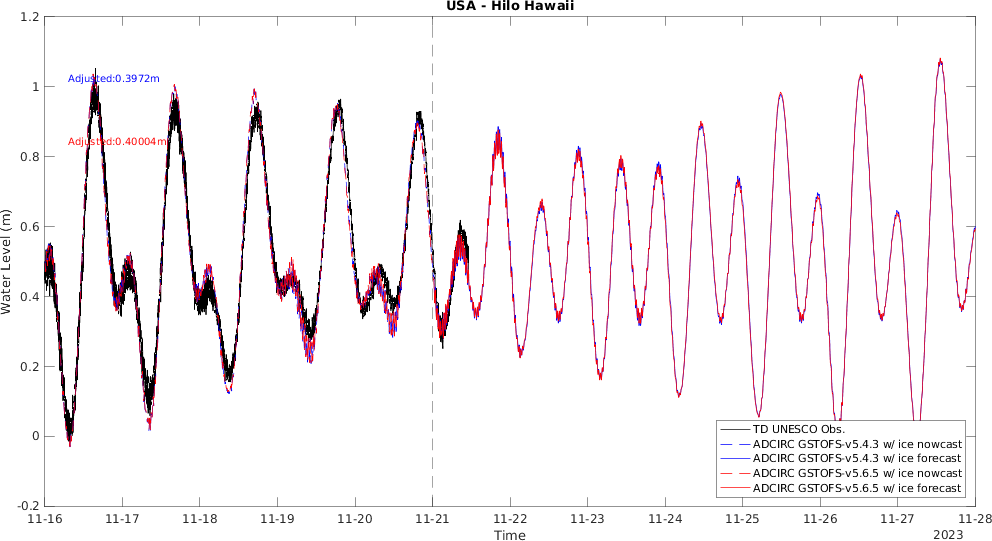 USA - Hilo Hawaii
1.2
1
0.8
0.6
0.4
0.2
0
-0.2
Water Level (m)
Adjusted:0.3972m
Adjusted:0.40004m
TD UNESCO Obs.
ADCIRC GSTOFS-v5.4.3 w/ ice nowcast
ADCIRC GSTOFS-v5.4.3 w/ ice forecast
ADCIRC GSTOFS-v5.6.5 w/ ice nowcast
ADCIRC GSTOFS-v5.6.5 w/ ice forecast
11-16 11-17 11-18 11-19 11-20 11-21 11-22 11-23 11-24 11-25 11-26 11-27 11-28
Time
2023